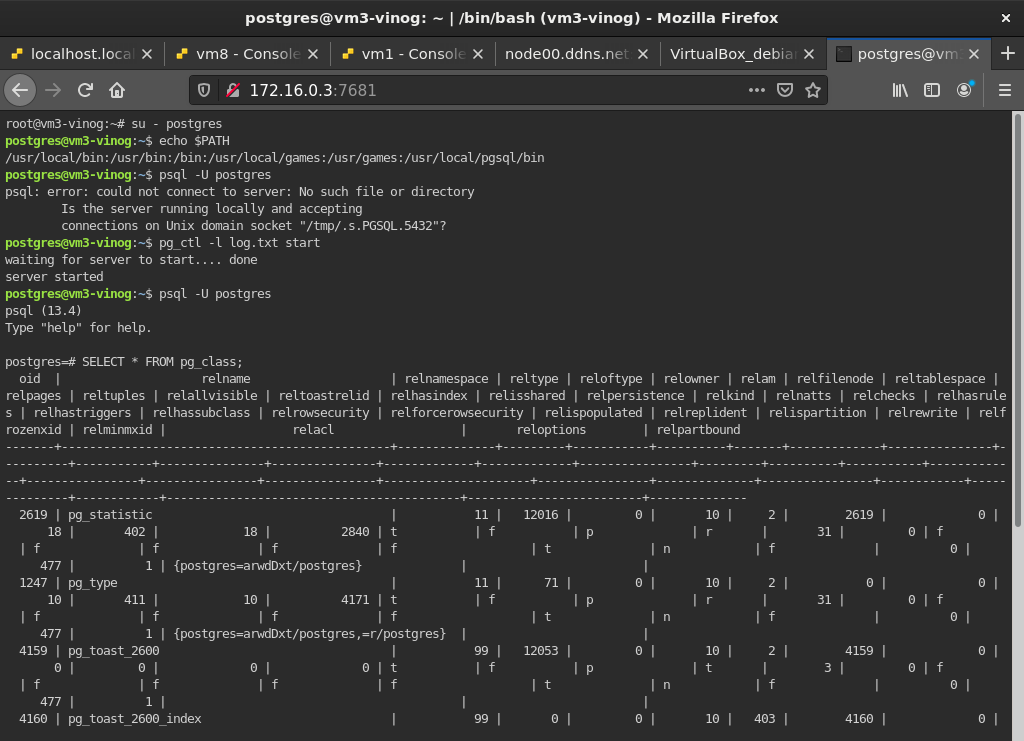 postgres@vm3-vinog: ~ | /bin/bash (vm3-vinog) - Mozilla Firefox
localhost.loca
vm8 - Console
vm1 - Console
node00.ddns.net
VirtualBox_debia
postgres@vm3
172.16.0.3:7681
root@vm3-vinog:~# su - postgres
postgres@vm3-vinog:~$ echo $PATH
/usr/local/bin:/usr/bin:/bin:/usr/local/games:/usr/games:/usr/local/pgsql/bin
postgres@vm3-vinog:~$ psql -U postgres
psql: error: could not connect to server: No such file or directory
        Is the server running locally and accepting
        connections on Unix domain socket "/tmp/.s.PGSQL.5432"?
postgres@vm3-vinog:~$ pg_ctl -l log.txt start
waiting for server to start.... done
server started
postgres@vm3-vinog:~$ psql -U postgres
psql (13.4)
Type "help" for help.
postgres=# SELECT * FROM pg_class;
  oid  |                    relname                    | relnamespace | reltype | reloftype | relowner | relam | relfilenode | reltablespace |
relpages | reltuples | relallvisible | reltoastrelid | relhasindex | relisshared | relpersistence | relkind | relnatts | relchecks | relhasrule
s | relhastriggers | relhassubclass | relrowsecurity | relforcerowsecurity | relispopulated | relreplident | relispartition | relrewrite | relf
rozenxid | relminmxid |                  relacl                  |       reloptions        | relpartbound
-------+-----------------------------------------------+--------------+---------+-----------+----------+-------+-------------+---------------+-
---------+-----------+---------------+---------------+-------------+-------------+----------------+---------+----------+-----------+-----------
--+----------------+----------------+----------------+---------------------+----------------+--------------+----------------+------------+-----
---------+------------+------------------------------------------+-------------------------+--------------
  2619 | pg_statistic                                  |           11 |   12016 |         0 |       10 |     2 |        2619 |             0 |
      18 |       402 |            18 |          2840 | t           | f           | p              | r       |       31 |         0 | f
  | f              | f              | f              | f                   | t              | n            | f              |          0 |
     477 |          1 | {postgres=arwdDxt/postgres}              |                         |
  1247 | pg_type                                       |           11 |      71 |         0 |       10 |     2 |           0 |             0 |
      10 |       411 |            10 |          4171 | t           | f           | p              | r       |       31 |         0 | f
  | f              | f              | f              | f                   | t              | n            | f              |          0 |
     477 |          1 | {postgres=arwdDxt/postgres,=r/postgres}  |                         |
  4159 | pg_toast_2600                                 |           99 |   12053 |         0 |       10 |     2 |        4159 |             0 |
       0 |         0 |             0 |             0 | t           | f           | p              | t       |        3 |         0 | f
  | f              | f              | f              | f                   | t              | n            | f              |          0 |
     477 |          1 |                                          |                         |
  4160 | pg_toast_2600_index                           |           99 |       0 |         0 |       10 |   403 |        4160 |             0 |